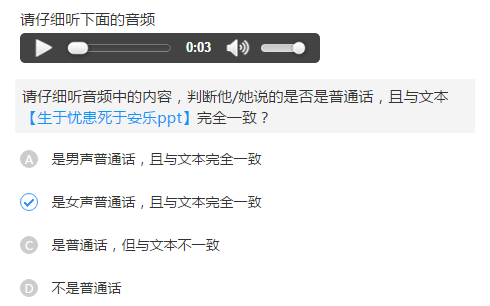 请仔细听下面的音频
0:03
请仔细听音频中的内容，判断他/她说的是否是普通话，且与文本
【生于忧患死于安乐ppt】完全一致？
A 是男声普通话，且与文本完全一致
是女声普通话，且与文本完全一致
C 是普通话，但与文本不一致
D 不是普通话